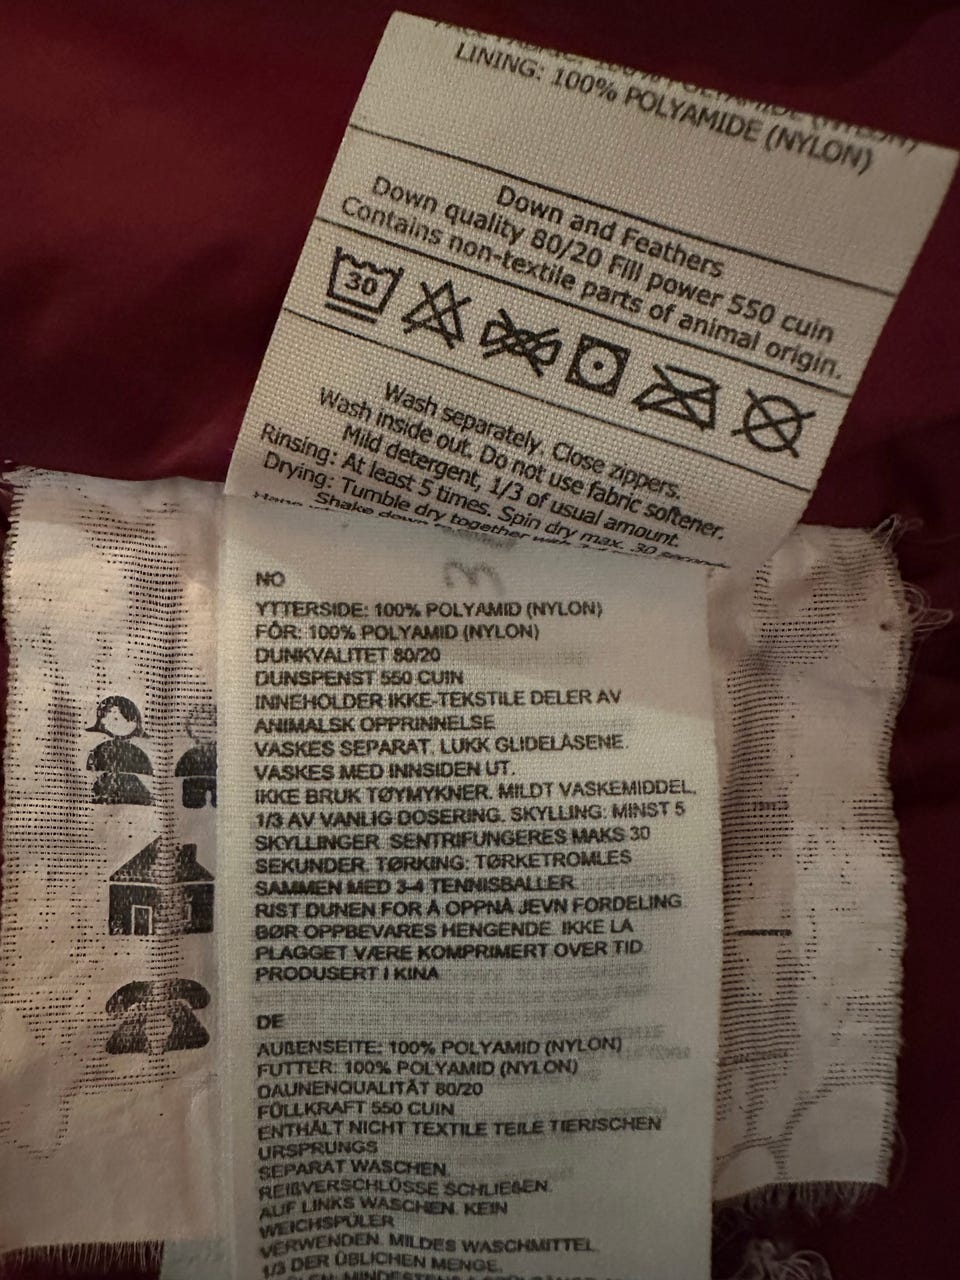 LINING: 100% POLYAMIDE (NYLON)
Down and Feathers
Down quality 80/20 Fill power 550 cuin
Contains non-textile parts of animal origin.
30
Wash separately. Close zippers.
Wash inside out. Do not use fabric softener.
Mild detergent, 1/3 of usual amount.
Rinsing: At least 5 times. Spin dry max. 30 seconds
Drying: Tumble dry together with
Shake down
NO
YTTERSIDE: 100% POLYAMID (NYLON)
FÔR: 100% POLYAMID (NYLON)
DUNKVALITET 80/20
DUNSPENST 550 CUIN
INNEHOLDER IKKE-TEKSTILE DELER AV
ANIMALSK OPPRINNELSE
VASKES SEPARAT. LUKK GLIDELÅSENE.
VASKES MED INNSIDEN UT.
IKKE BRUK TØYMYKNER. MILDT VASKEMIDDEL,
1/3 AV VANLIG DOSERING. SKYLLING: MINST 5
SKYLLINGER SENTRIFUNGERES MAKS 30
SEKUNDER. TØRKING: TØRKETROMLES
SAMMEN MED 3-4 TENNISBALLER
RIST DUNEN FOR Å OPPNÅ JEVN FORDELING
BØR OPPBEVARES HENGENDE. IKKE LA
PLAGGET VÆRE KOMPRIMERT OVER TID
PRODUSERT I KINA
DE
AUßENSEITE: 100% POLYAMID (NYLON)
FUTTER: 100% POLYAMID (NYLON)
DAUNENQUALITÄT 80/20
FÜLLKRAFT 550 CUIN
ENTHÄLT NICHT TEXTILE TEILE TIERISCHEN
URSPRUNGS
SEPARAT WASCHEN.
REIßVERSCHLÜSSE SCHLIEßEN.
AUF LINKS WASCHEN. KEIN
WEICHSPÜLER
VERWENDEN. MILDES WASCHMITTEL
1/3 DER ÜBLICHEN MENGE.